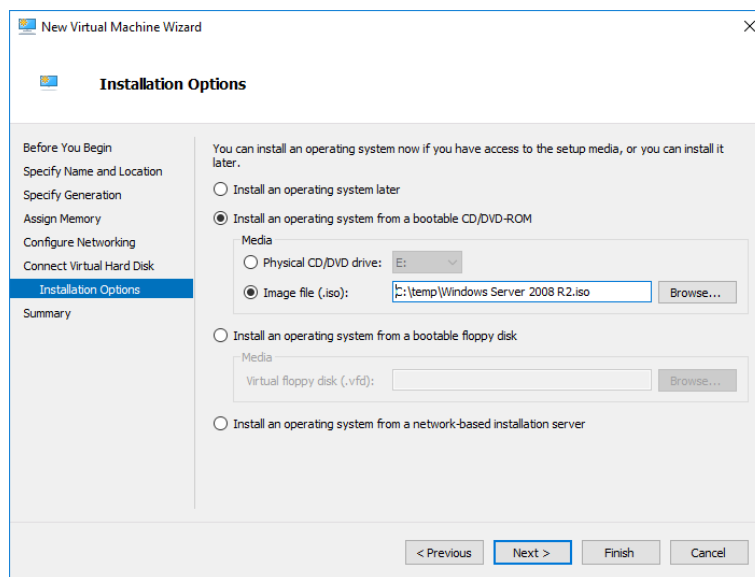 New Virtual Machine Wizard
Installation Options
Before You Begin
Specify Name and Location
Specify Generation
Assign Memory
Configure Networking
Connect Virtual Hard Disk
Installation Options
Summary
You can install an operating system now if you have access to the setup media, or you can install it
later.
Install an operating system later
Install an operating system from a bootable CD/DVD-ROM
Media
Physical CD/DVD drive: E:
Image file (.iso): C:\temp\Windows Server 2008 R2.iso Browse...
Install an operating system from a bootable floppy disk
Media
Virtual floppy disk (.vfd): Browse...
Install an operating system from a network-based installation server
< Previous Next > Finish Cancel